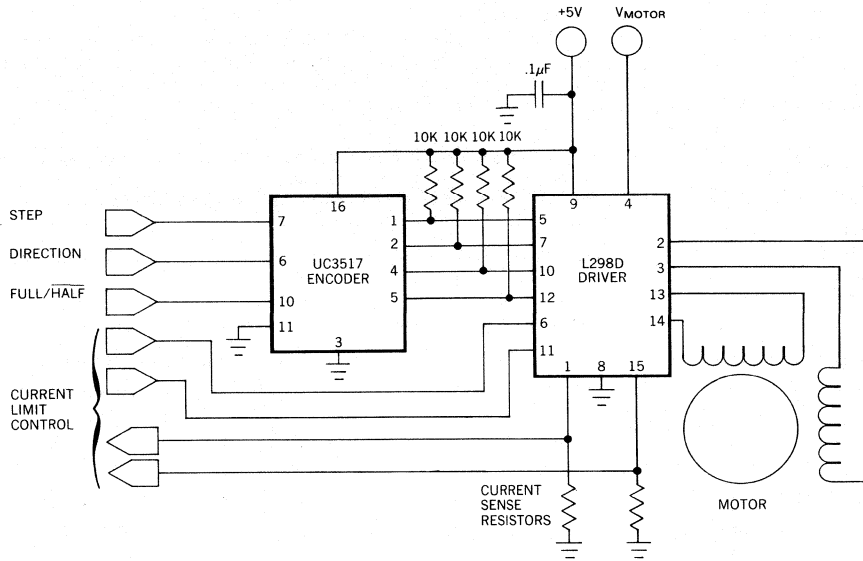 +5V
VMOTOR
.1µF
10K 10K 10K 10K
STEP
DIRECTION
FULL/HALF
CURRENT
LIMIT
CONTROL
16
7
6
10
11
3
1
2
4
5
UC3517
ENCODER
9
4
5
7
10
12
6
11
1
8
15
2
3
13
14
L298D
DRIVER
CURRENT
SENSE
RESISTORS
MOTOR